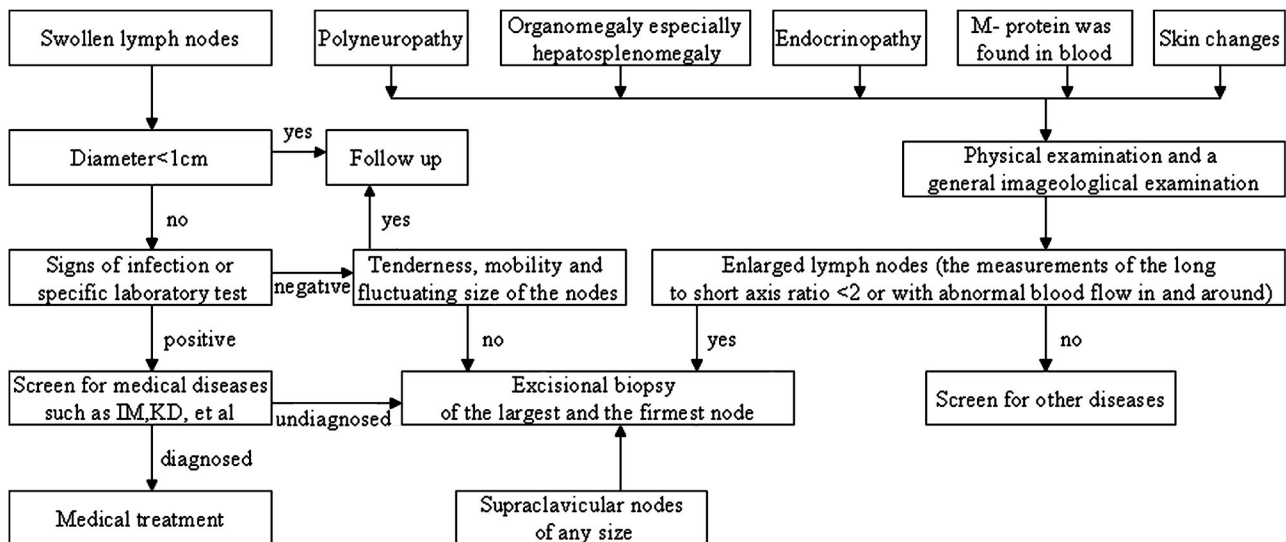 Swollen lymph nodes
Polyneuropathy
Organomegaly especially
hepatosplenomegaly
Endocrinopathy
M- protein was
found in blood
Skin changes
Diameter<1cm
yes
Follow up
Physical examination and a
general imageologlical examination
no
yes
Signs of infection or
specific laboratory test
negative
Tenderness, mobility and
fluctuating size of the nodes
Enlarged lymph nodes (the measurements of the long
to short axis ratio <2 or with abnormal blood flow in and around)
positive
no
yes
no
Screen for medical diseases
such as IM,KD, et al
undiagnosed
Excisional biopsy
of the largest and the firmest node
Screen for other diseases
diagnosed
Medical treatment
Supraclavicular nodes
of any size